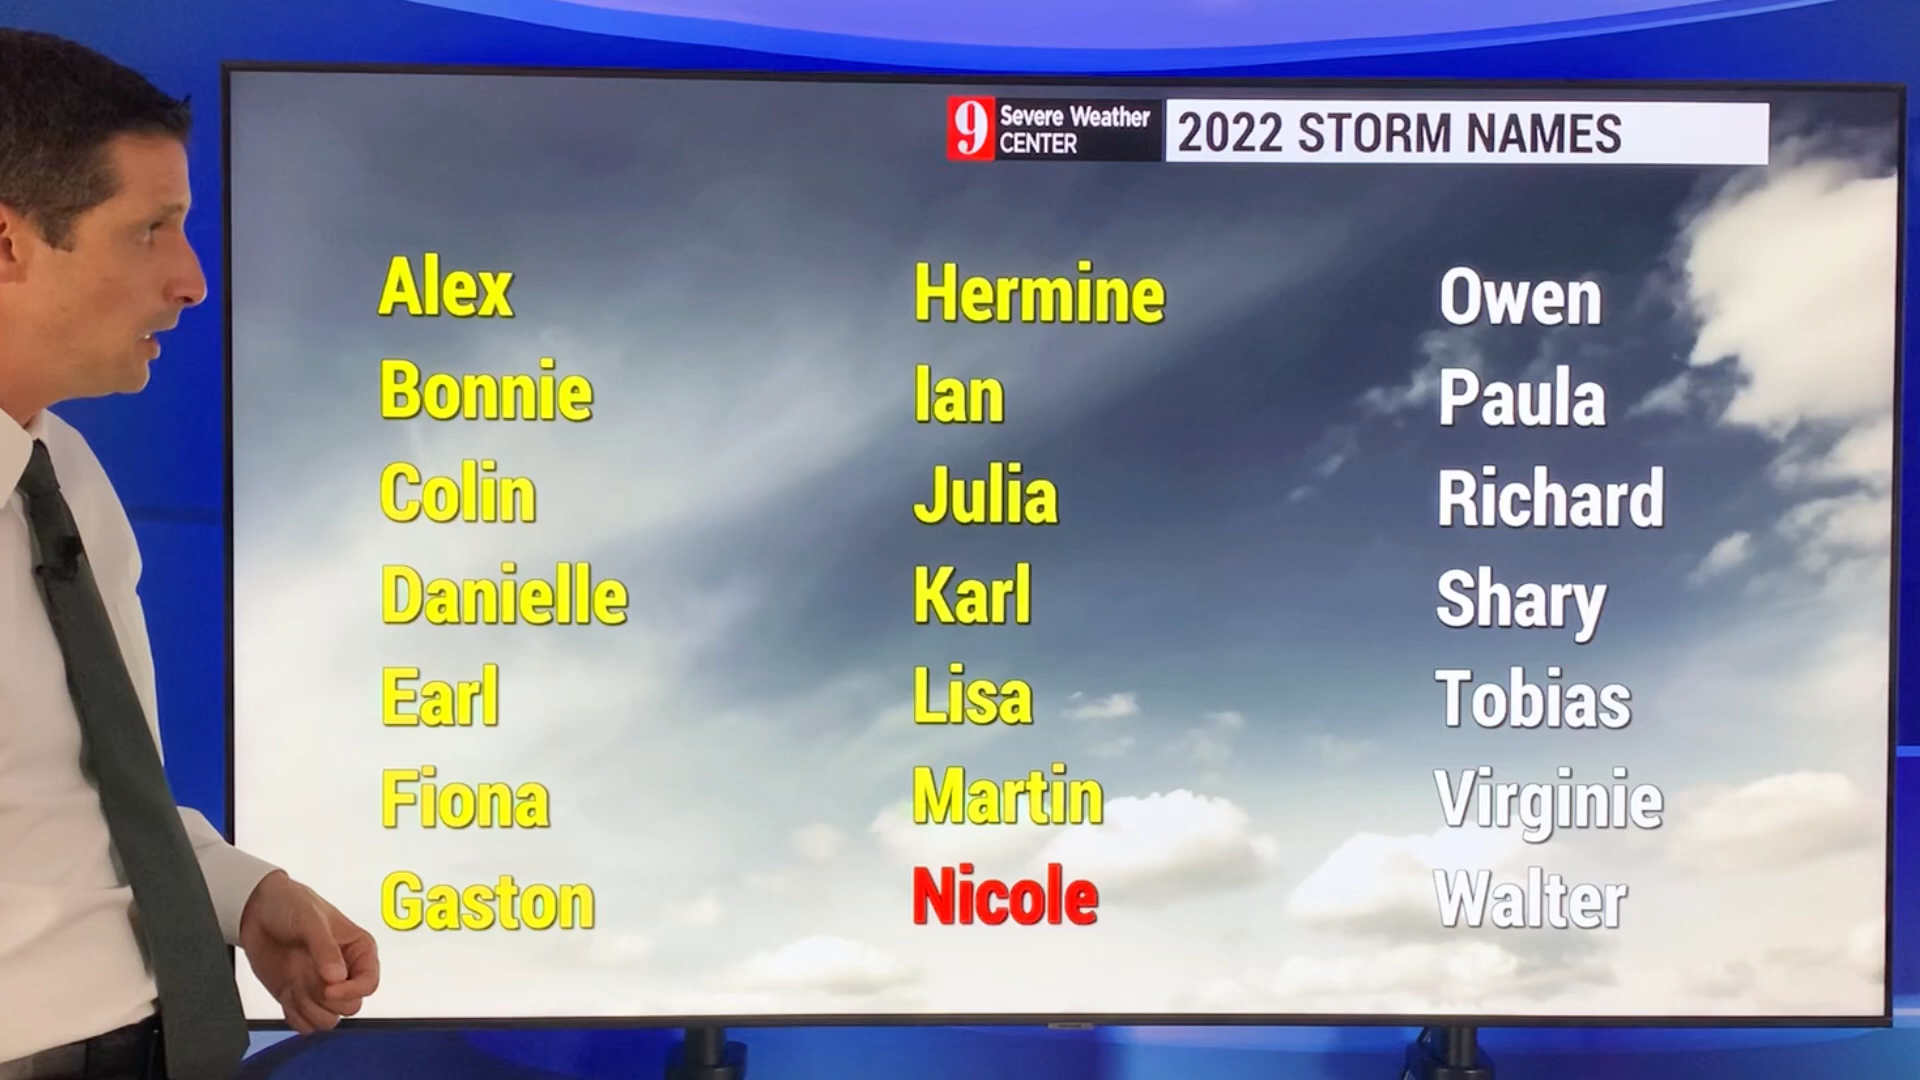 9 Severe Weather
CENTER
2022 STORM NAMES
Alex
Bonnie
Colin
Danielle
Earl
Fiona
Gaston
Hermine
Ian
Julia
Karl
Lisa
Martin
Nicole
Owen
Paula
Richard
Shary
Tobias
Virginie
Walter